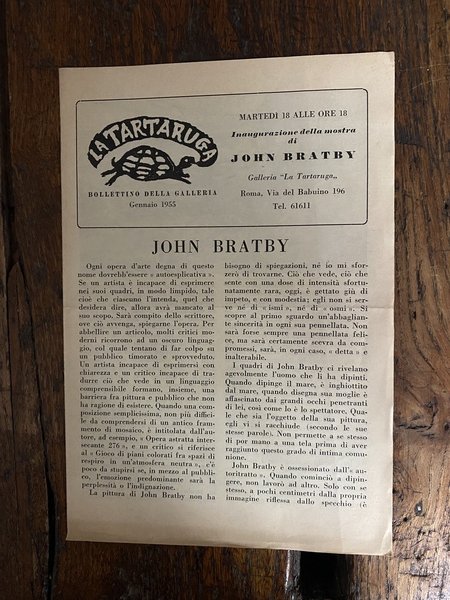 LA TARTARUGA
BOLLETTINO DELLA GALLERIA
Gennaio 1955
MARTEDÌ 18 ALLE ORE 18
Inaugurazione della mostra
di
JOHN BRATBY
Galleria "La Tartaruga„
Roma, Via del Babuino 196
Tel. 61611
JOHN BRATBY
Ogni opera d'arte degna di questo
nome dovrebb'essere « autoesplicativa ».
Se un artista è incapace di esprimere
nei suoi quadri, in modo limpido, tale
cioè che ciascuno l'intenda, quel che
desidera dire, allora avrà mancato al
suo scopo. Sarà compito dello scrittore,
ove ciò avvenga, spiegarne l'opera. Per
abbellire un articolo, molti critici mo-
derni ricorrono ad un oscuro linguag-
gio, col quale tentano di far colpo su
un pubblico timorato e sprovveduto.
Un artista incapace di esprimersi con
chiarezza e un critico incapace di tra-
durre ciò che vede in un linguaggio
comprensibile formano, insieme, una
barriera fra pittura e pubblico che non
ha ragione di esistere. Quando una com-
posizione semplicissima, non più diffici-
le da comprendersi di un antico fram-
mento di mosaico, è intitolata dall'au-
tore, ad esempio, « Opera astratta inter-
secante 276 », e un critico si riferisce
al « Gioco di piani colorati fra spazi di
respiro in un'atmosfera neutra », c'è
poco da stupirsi se, in mezzo al pubbli-
co, l'emozione predominante sarà la
perplessità o l'indignazione.
La pittura di John Bratby non ha
bisogno di spiegazioni, né io mi sfor-
zerò di trovarne. Ciò che vede, ciò che
sente con una dose di intensità sfortu-
natamente rara, oggi, è gettato giù di
impeto, e con modestia; egli non si ser-
ve né di « ismi », né di « osmi ». Si
scopre al primo sguardo un'abbaglian-
te sincerità in ogni sua pennellata. Non
sarà forse sempre una pennellata feli-
ce, ma sarà certamente scevra da com-
promessi, sarà, in ogni caso, « detta » e
inalterabile.
I quadri di John Bratby ci rivelano
agevolmente l'uomo che li ha dipinti.
Quando dipinge il mare, è inghiottito
dal mare, quando disegna sua moglie è
affascinato dai grandi occhi penetranti
di lei, così come lo è lo spettatore. Qua-
le che sia l'oggetto della sua pittura,
egli vi si racchiude (secondo le sue
stesse parole). Non permette a se stesso
di por mano a una tela prima di aver
raggiunto questo grado di intima comu-
nione.
John Bratby è ossessionato dall'« au-
toritratto ». Quando cominciò a dipin-
gere, non lavorò ad altro. Solo con se
stesso, a pochi centimetri dalla propria
immagine riflessa dallo specchio (è